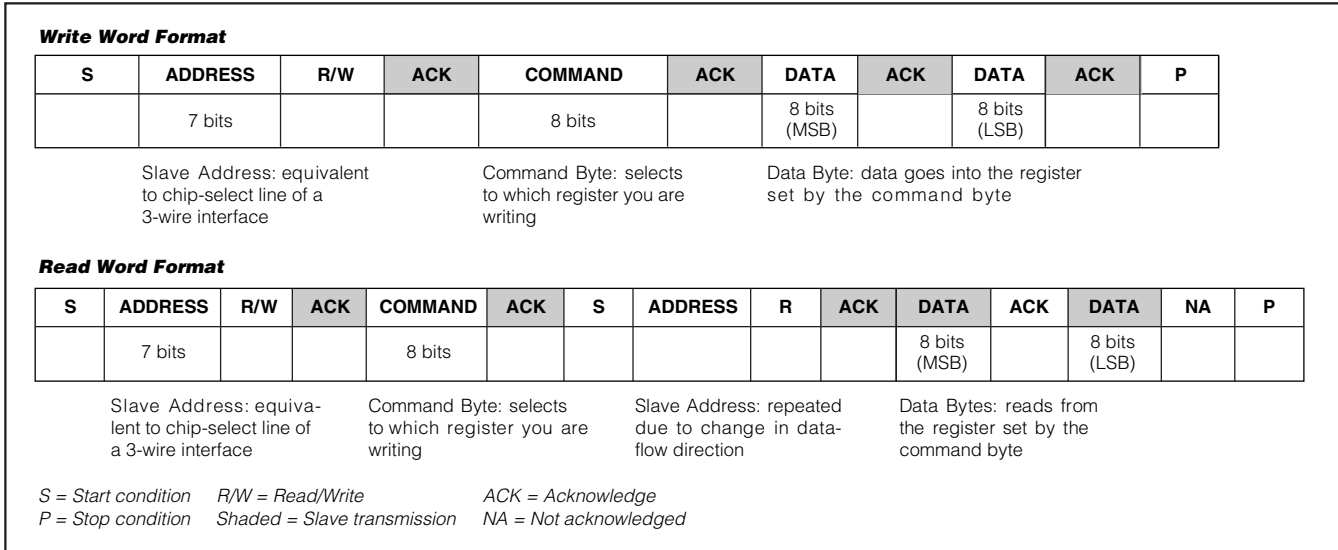 Write Word Format
S ADDRESS R/W ACK COMMAND ACK DATA ACK DATA ACK P
7 bits 8 bits 8 bits (MSB) 8 bits (LSB)
Slave Address: equivalent
to chip-select line of a
3-wire interface
Command Byte: selects
to which register you are
writing
Data Byte: data goes into the register
set by the command byte
Read Word Format
S ADDRESS R/W ACK COMMAND ACK S ADDRESS R ACK DATA ACK DATA NA P
7 bits 8 bits 8 bits (MSB) 8 bits (LSB)
Slave Address: equiva-
lent to chip-select line of
a 3-wire interface
Command Byte: selects
to which register you are
writing
Slave Address: repeated
due to change in data-
flow direction
Data Bytes: reads from
the register set by the
command byte
S = Start condition R/W = Read/Write ACK = Acknowledge
P = Stop condition Shaded = Slave transmission NA = Not acknowledged